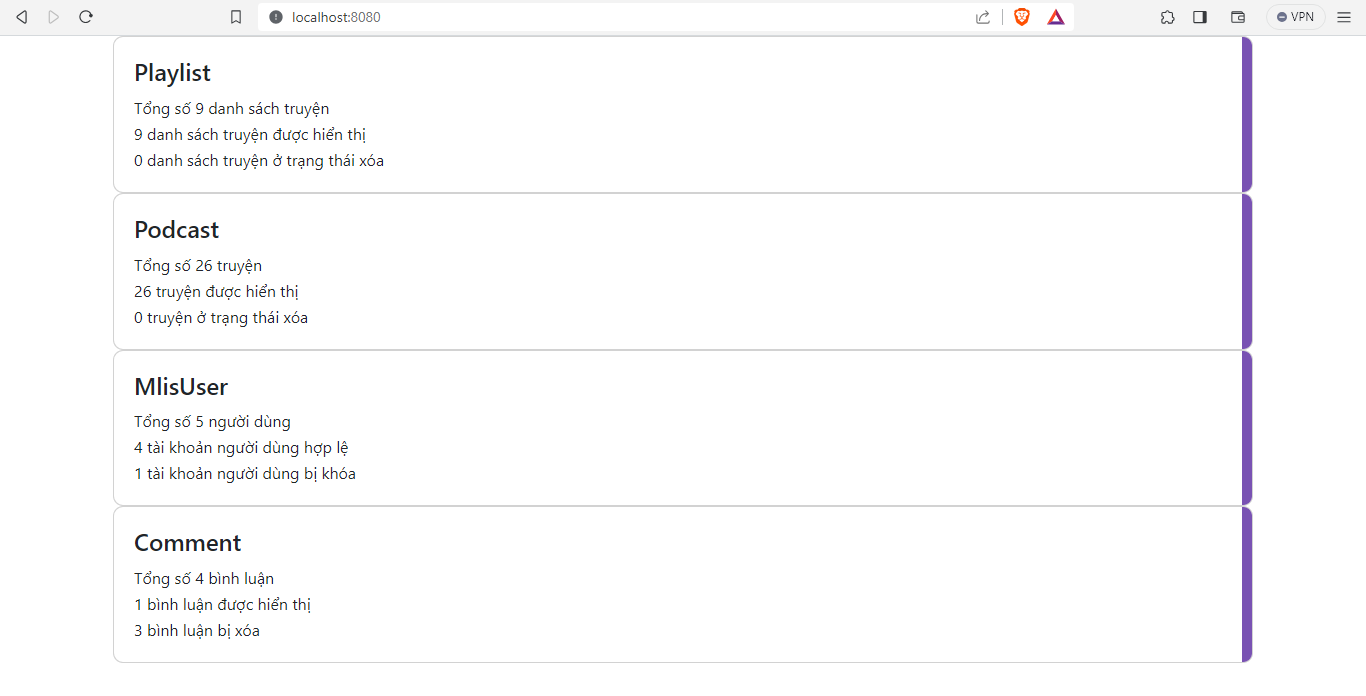 localhost:8080
VPN
Playlist
Tổng số 9 danh sách truyện
9 danh sách truyện được hiển thị
0 danh sách truyện ở trạng thái xóa
Podcast
Tổng số 26 truyện
26 truyện được hiển thị
0 truyện ở trạng thái xóa
MlisUser
Tổng số 5 người dùng
4 tài khoản người dùng hợp lệ
1 tài khoản người dùng bị khóa
Comment
Tổng số 4 bình luận
1 bình luận được hiển thị
3 bình luận bị xóa